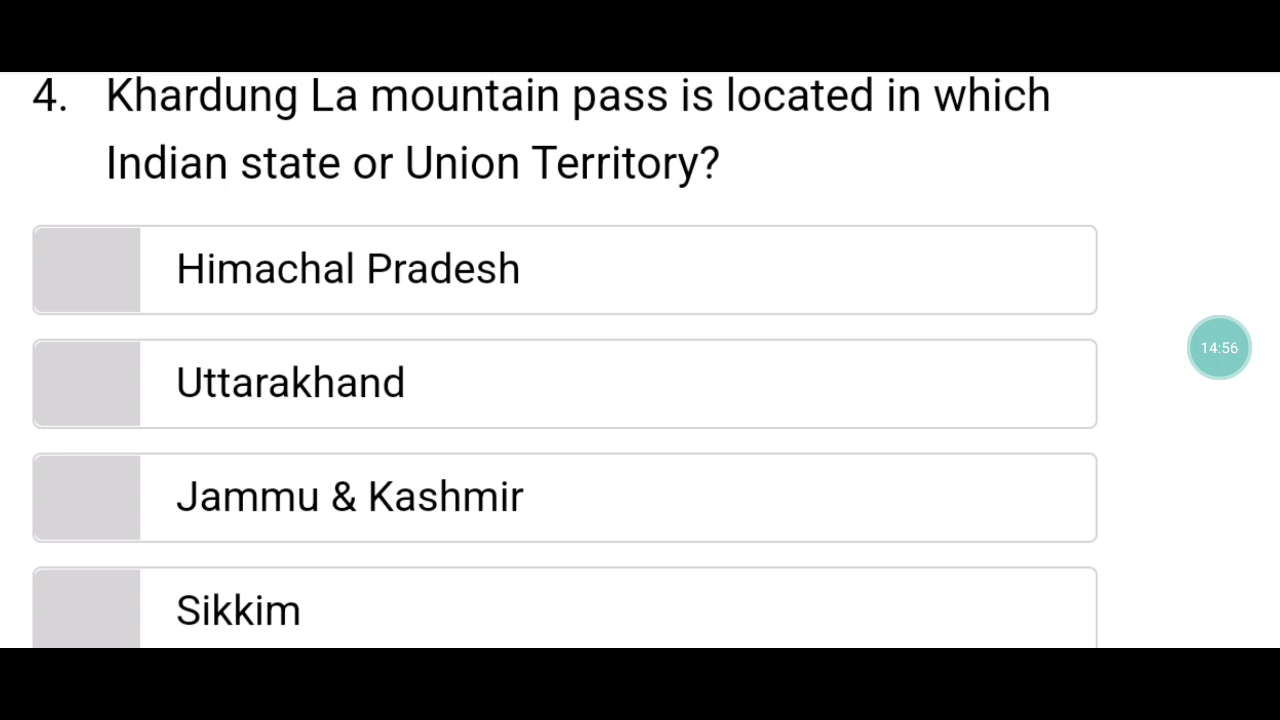 4. Khardung La mountain pass is located in which
Indian state or Union Territory?
Himachal Pradesh
Uttarakhand
14:56
Jammu & Kashmir
Sikkim